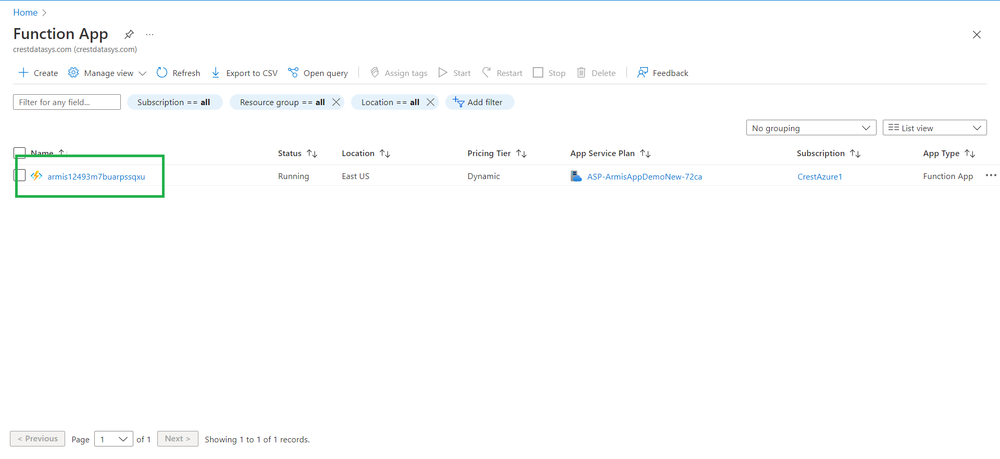 Home
Function App ...
crestdatasys.com (crestdatasys.com)
Create Manage view Refresh Export to CSV Open query Assign tags Start Restart Stop Delete Feedback
Filter for any field... Subscription == all Resource group == all Location == all Add filter
No grouping List view
Name Status Location Pricing Tier App Service Plan Subscription App Type
armis12493m7buarpssqxu Running East US Dynamic ASP-ArmisAppDemoNew-72ca CrestAzure1 Function App ...
< Previous Page 1 of 1 Next > Showing 1 to 1 of 1 records.